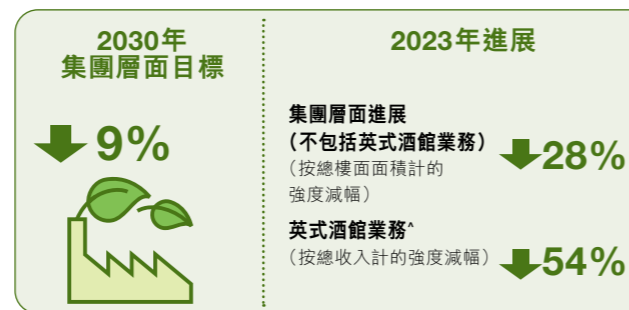 2030年
集團層面目標
9%
2023年進展
集團層面進展
（不包括英式酒館業務）
（按總樓面面積計的
強度減幅）
28%
英式酒館業務^
（按總收入計的強度減幅）
54%